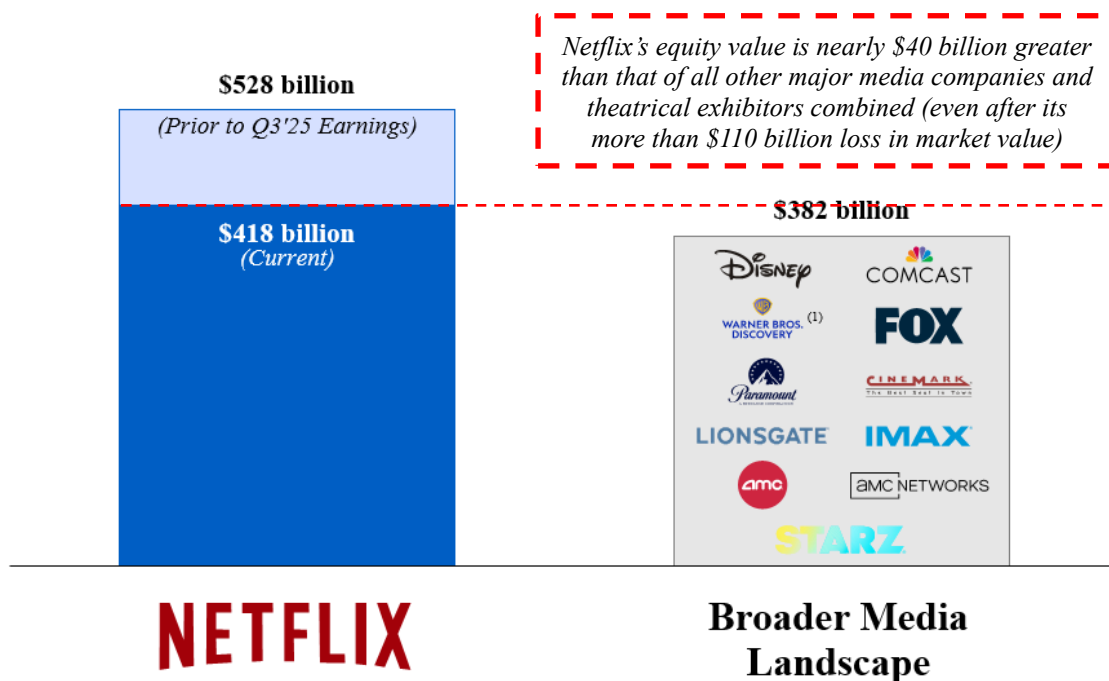 Netflix’s equity value is nearly $40 billion greater
than that of all other major media companies and
theatrical exhibitors combined (even after its
more than $110 billion loss in market value)
$528 billion
(Prior to Q3'25 Earnings)
$418 billion
(Current)
$382 billion
Disney
COMCAST
WARNER BROS.
DISCOVERY
(1)
FOX
Paramount
CINEMARK
The Best Seat In Town
LIONSGATE
IMAX
amc
aMC NETWORKS
STARZ
NETFLIX
Broader Media
Landscape